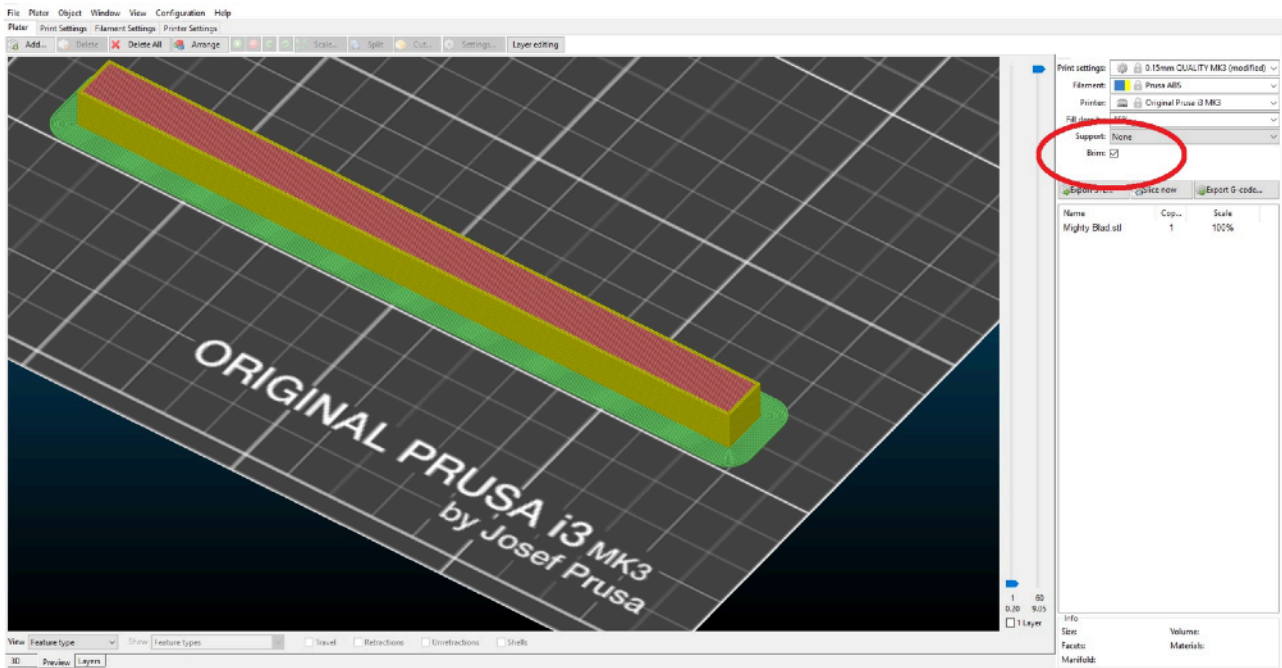 File Plater Object Window View Configuration Help
Plater Print Settings Filament Settings Printer Settings
Add... Delete Delete All Arrange Scale... Split Cut... Settings... Layer editing
Print settings: 0.15mm QUALITY MK3 (modified)
Filament: Prusa ABS
Printer: Original Prusa i3 MK3
Fill density:
Support: None
Brim:
Slice now Export G-code...
Name Cop... Scale
Mighty Blad.stl 1 100%
ORIGINAL PRUSA i3 MK3
by Josef Prusa
1 60
0.20 9.05
1 Layer
Info
Size: Volume:
Facets: Materials:
Manifold:
View Feature type Show Feature types Travel Retractions Unretractions Shells
3D Preview Layers